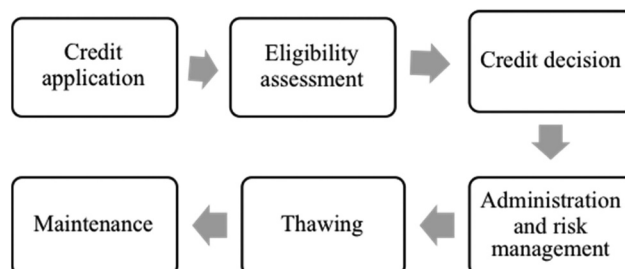 Credit
application
Eligibility
assessment
Credit decision
Administration
and risk
management
Thawing
Maintenance